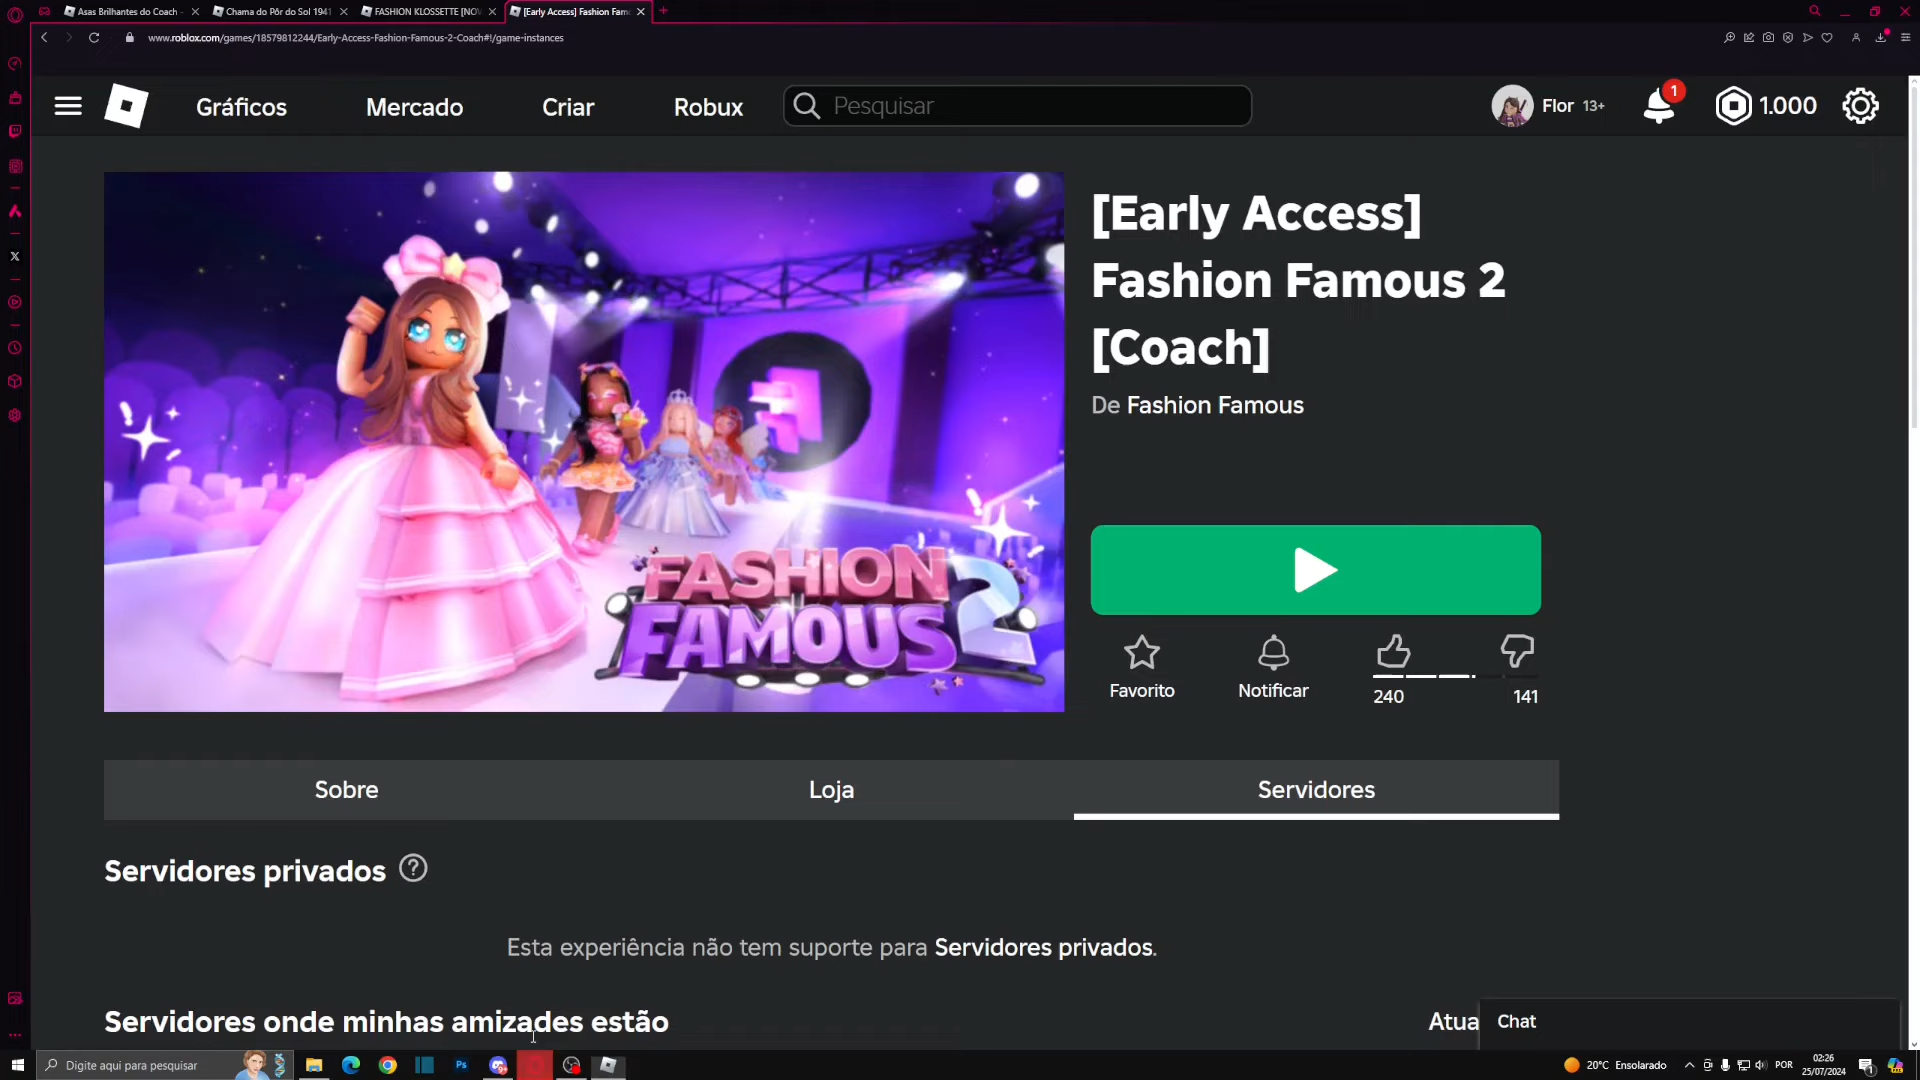 Asas Brilhantes do Coach
Chama do Pôr do Sol 1941
FASHION KLOSSETTE [NOV
[Early Access] Fashion Fam
www.roblox.com/games/18579812244/Early-Access-Fashion-Famous-2-Coach#!/game-instances
Gráficos
Mercado
Criar
Robux
Pesquisar
Flor 13+
1
1.000
[Early Access]
Fashion Famous 2
[Coach]
De Fashion Famous
FASHION
FAMOUS 2
Favorito
Notificar
240
141
Sobre
Loja
Servidores
Servidores privados
Esta experiência não tem suporte para Servidores privados.
Servidores onde minhas amizades estão
Atua
Chat
Digite aqui para pesquisar
Ps
20°C Ensolarado
POR
02:26
25/07/2024
1